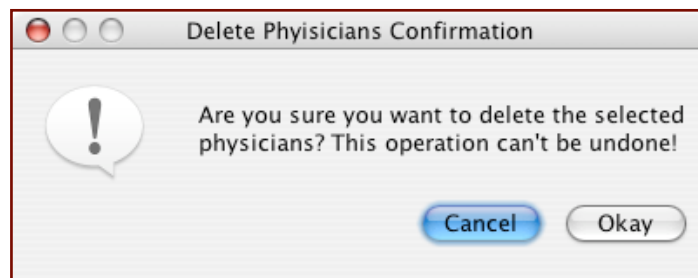 Delete Phyisicians Confirmation
Are you sure you want to delete the selected
physicians? This operation can't be undone!
Cancel Okay